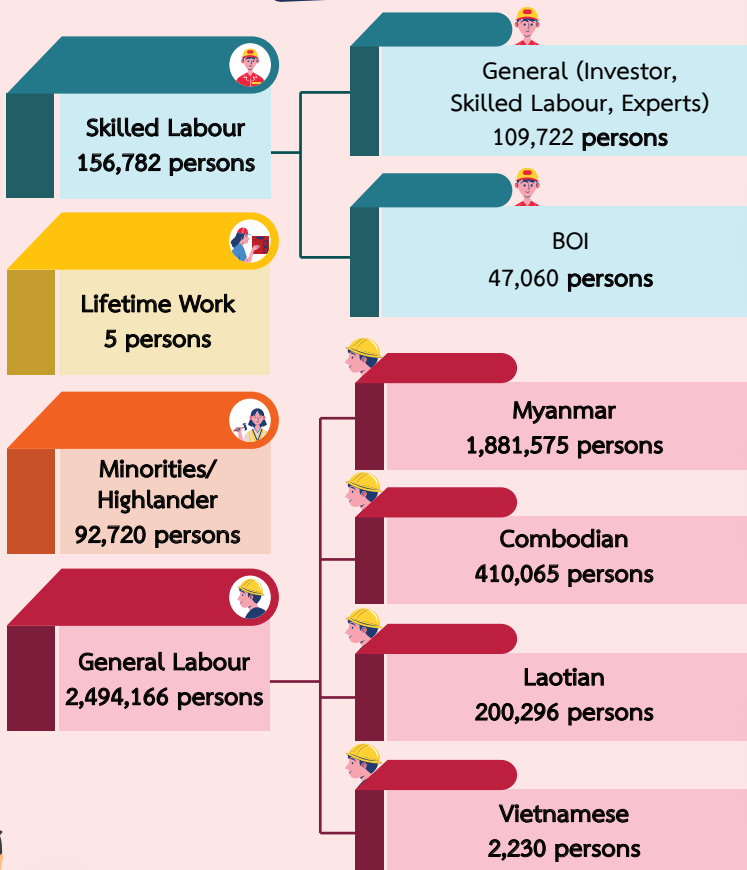 Skilled Labour
156,782 persons
General (Investor,
Skilled Labour, Experts)
109,722 persons
BOI
47,060 persons
Lifetime Work
5 persons
Minorities/
Highlander
92,720 persons
General Labour
2,494,166 persons
Myanmar
1,881,575 persons
Combodian
410,065 persons
Laotian
200,296 persons
Vietnamese
2,230 persons